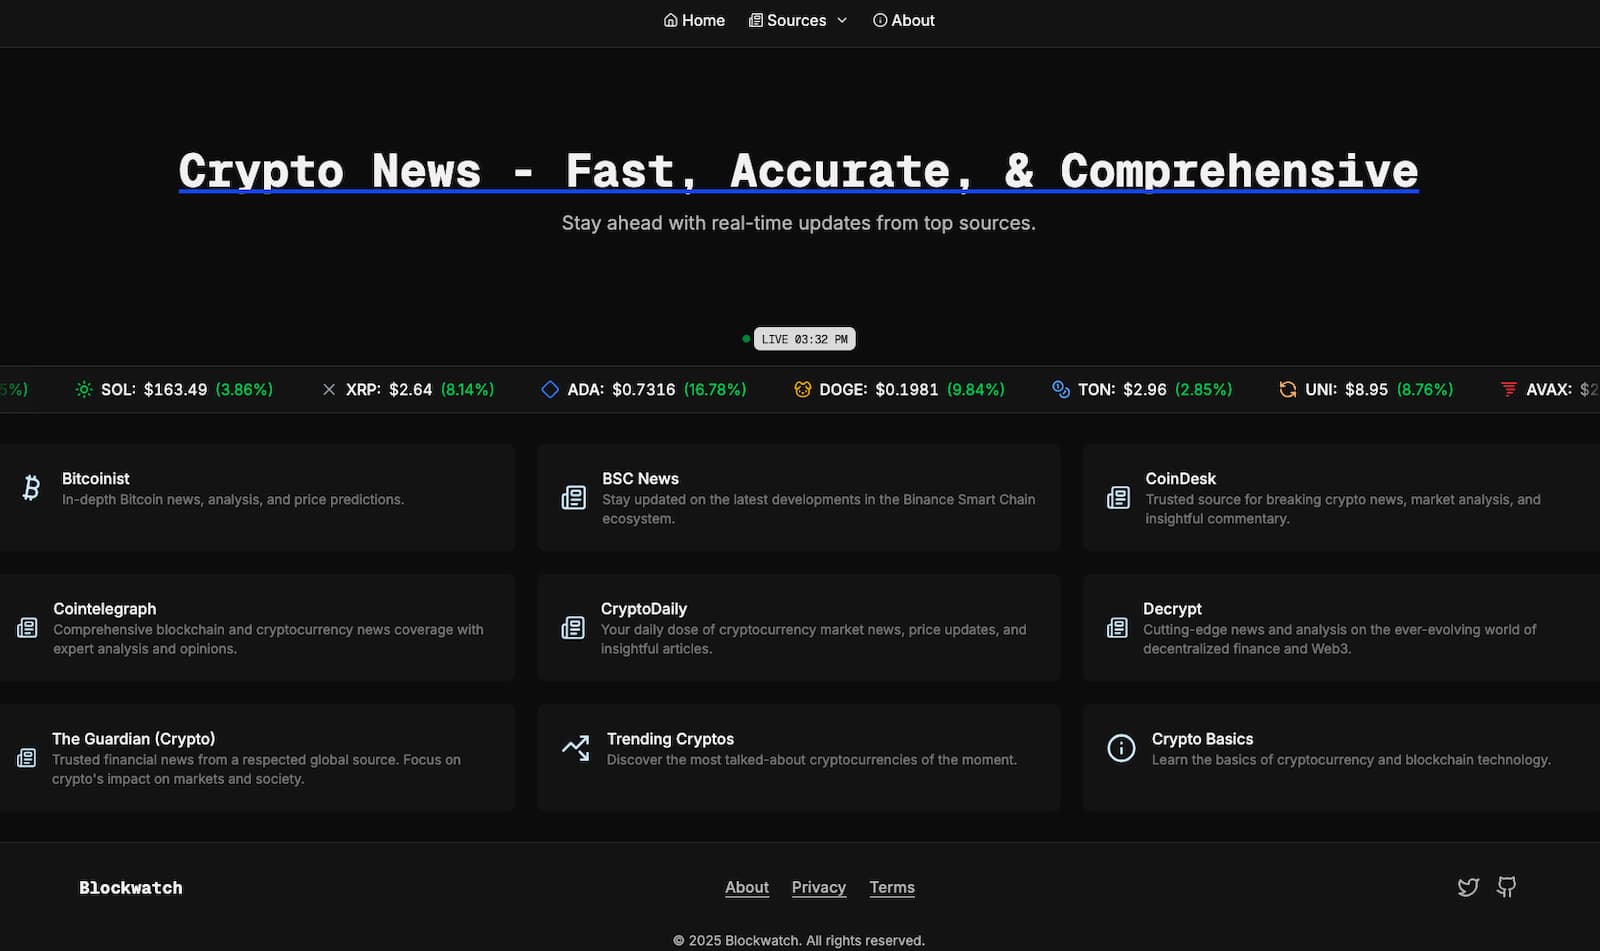 Home Sources About
Crypto News - Fast, Accurate, & Comprehensive
Stay ahead with real-time updates from top sources.
LIVE 03:32 PM
5%) SOL: $163.49 (3.86%) XRP: $2.64 (8.14%) ADA: $0.7316 (16.78%) DOGE: $0.1981 (9.84%) TON: $2.96 (2.85%) UNI: $8.95 (8.76%) AVAX: $2
Bitcoinist
In-depth Bitcoin news, analysis, and price predictions.
BSC News
Stay updated on the latest developments in the Binance Smart Chain
ecosystem.
CoinDesk
Trusted source for breaking crypto news, market analysis, and
insightful commentary.
Cointelegraph
Comprehensive blockchain and cryptocurrency news coverage with
expert analysis and opinions.
CryptoDaily
Your daily dose of cryptocurrency market news, price updates, and
insightful articles.
Decrypt
Cutting-edge news and analysis on the ever-evolving world of
decentralized finance and Web3.
The Guardian (Crypto)
Trusted financial news from a respected global source. Focus on
crypto's impact on markets and society.
Trending Cryptos
Discover the most talked-about cryptocurrencies of the moment.
Crypto Basics
Learn the basics of cryptocurrency and blockchain technology.
Blockwatch
About Privacy Terms
© 2025 Blockwatch. All rights reserved.